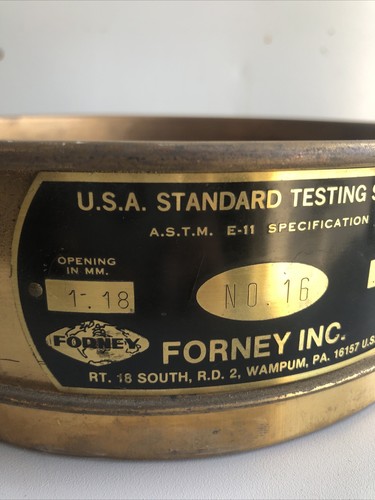 U.S.A. STANDARD TESTING S
A.S.T.M. E-11 SPECIFICATION
OPENING
IN MM.
1-.18
NO.16
FORNEY
FORNEY INC.
RT. 18 SOUTH, R.D. 2, WAMPUM, PA. 16157 U.S